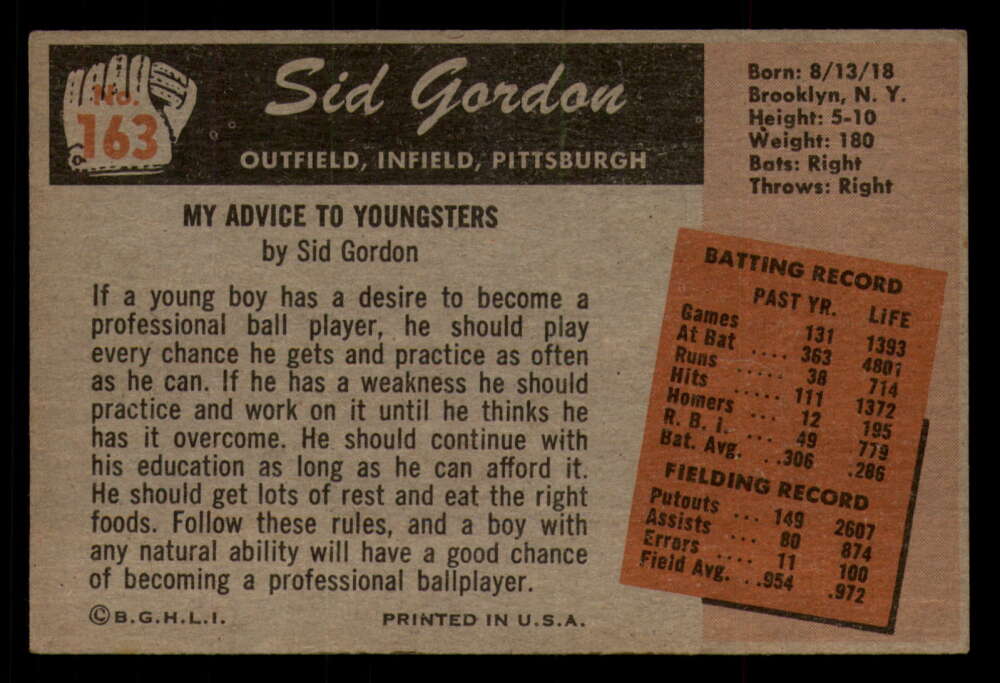 No.
163
Sid Gordon
OUTFIELD, INFIELD, PITTSBURGH
Born: 8/13/18
Brooklyn, N. Y.
Height: 5-10
Weight: 180
Bats: Right
Throws: Right
MY ADVICE TO YOUNGSTERS
by Sid Gordon
If a young boy has a desire to become a
professional ball player, he should play
every chance he gets and practice as often
as he can. If he has a weakness he should
practice and work on it until he thinks he
has it overcome. He should continue with
his education as long as he can afford it.
He should get lots of rest and eat the right
foods. Follow these rules, and a boy with
any natural ability will have a good chance
of becoming a professional ballplayer.
©B.G.H.L.I. PRINTED IN U.S.A.
BATTING RECORD
PAST YR. LIFE
Games 131 1393
At Bat .... 363 4801
Runs ..... 38 714
Hits ..... 111 1372
Homers ... 12 195
R. B. I. ... 49 779
Bat. Avg. ..306 .286
FIELDING RECORD
Putouts ... 149 2607
Assists ... 80 874
Errors .... 11 100
Field Avg. ..954 .972